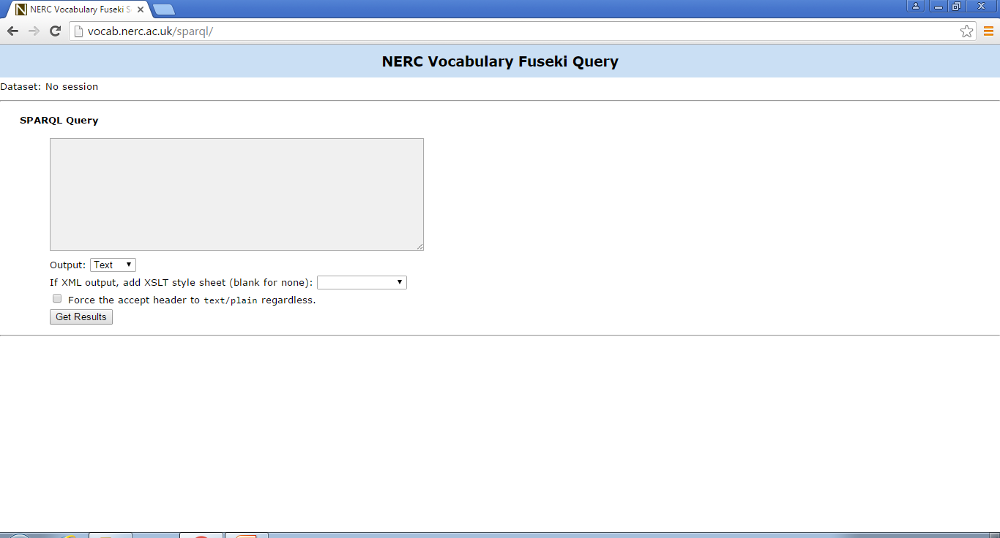 NERC Vocabulary Fuseki S
vocab.nerc.ac.uk/sparql/
NERC Vocabulary Fuseki Query
Dataset: No session
SPARQL Query
Output: Text
If XML output, add XSLT style sheet (blank for none):
Force the accept header to text/plain regardless.
Get Results